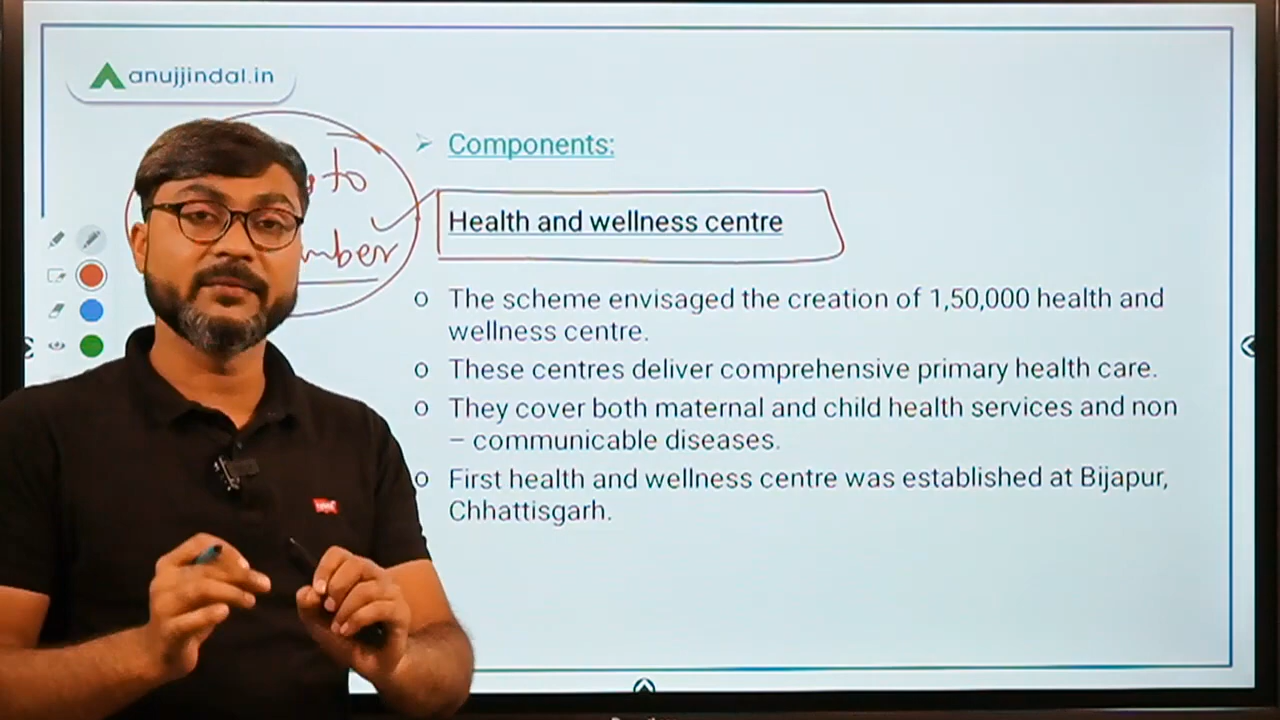 anujjindal.in
Components:
to
Health and wellness centre
The scheme envisaged the creation of 1,50,000 health and
wellness centre.
These centres deliver comprehensive primary health care.
They cover both maternal and child health services and non
– communicable diseases.
First health and wellness centre was established at Bijapur,
Chhattisgarh.